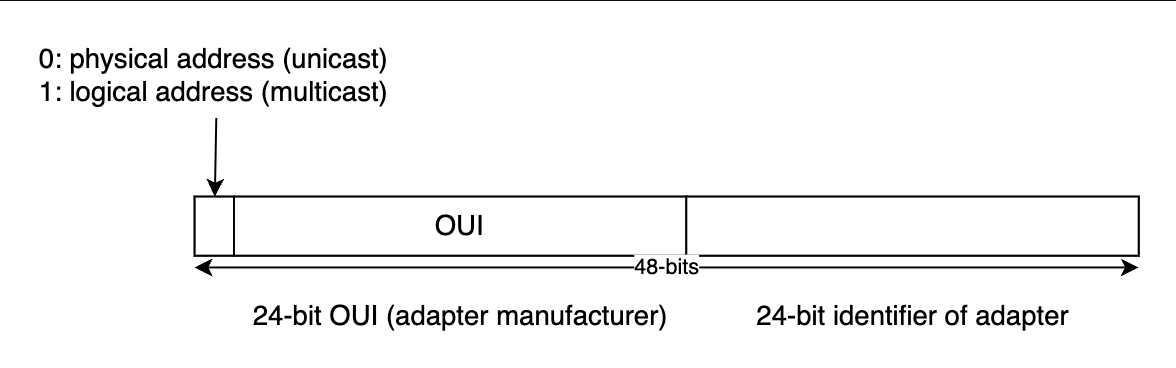 0: physical address (unicast)
1: logical address (multicast)
OUI
48-bits
24-bit OUI (adapter manufacturer)
24-bit identifier of adapter